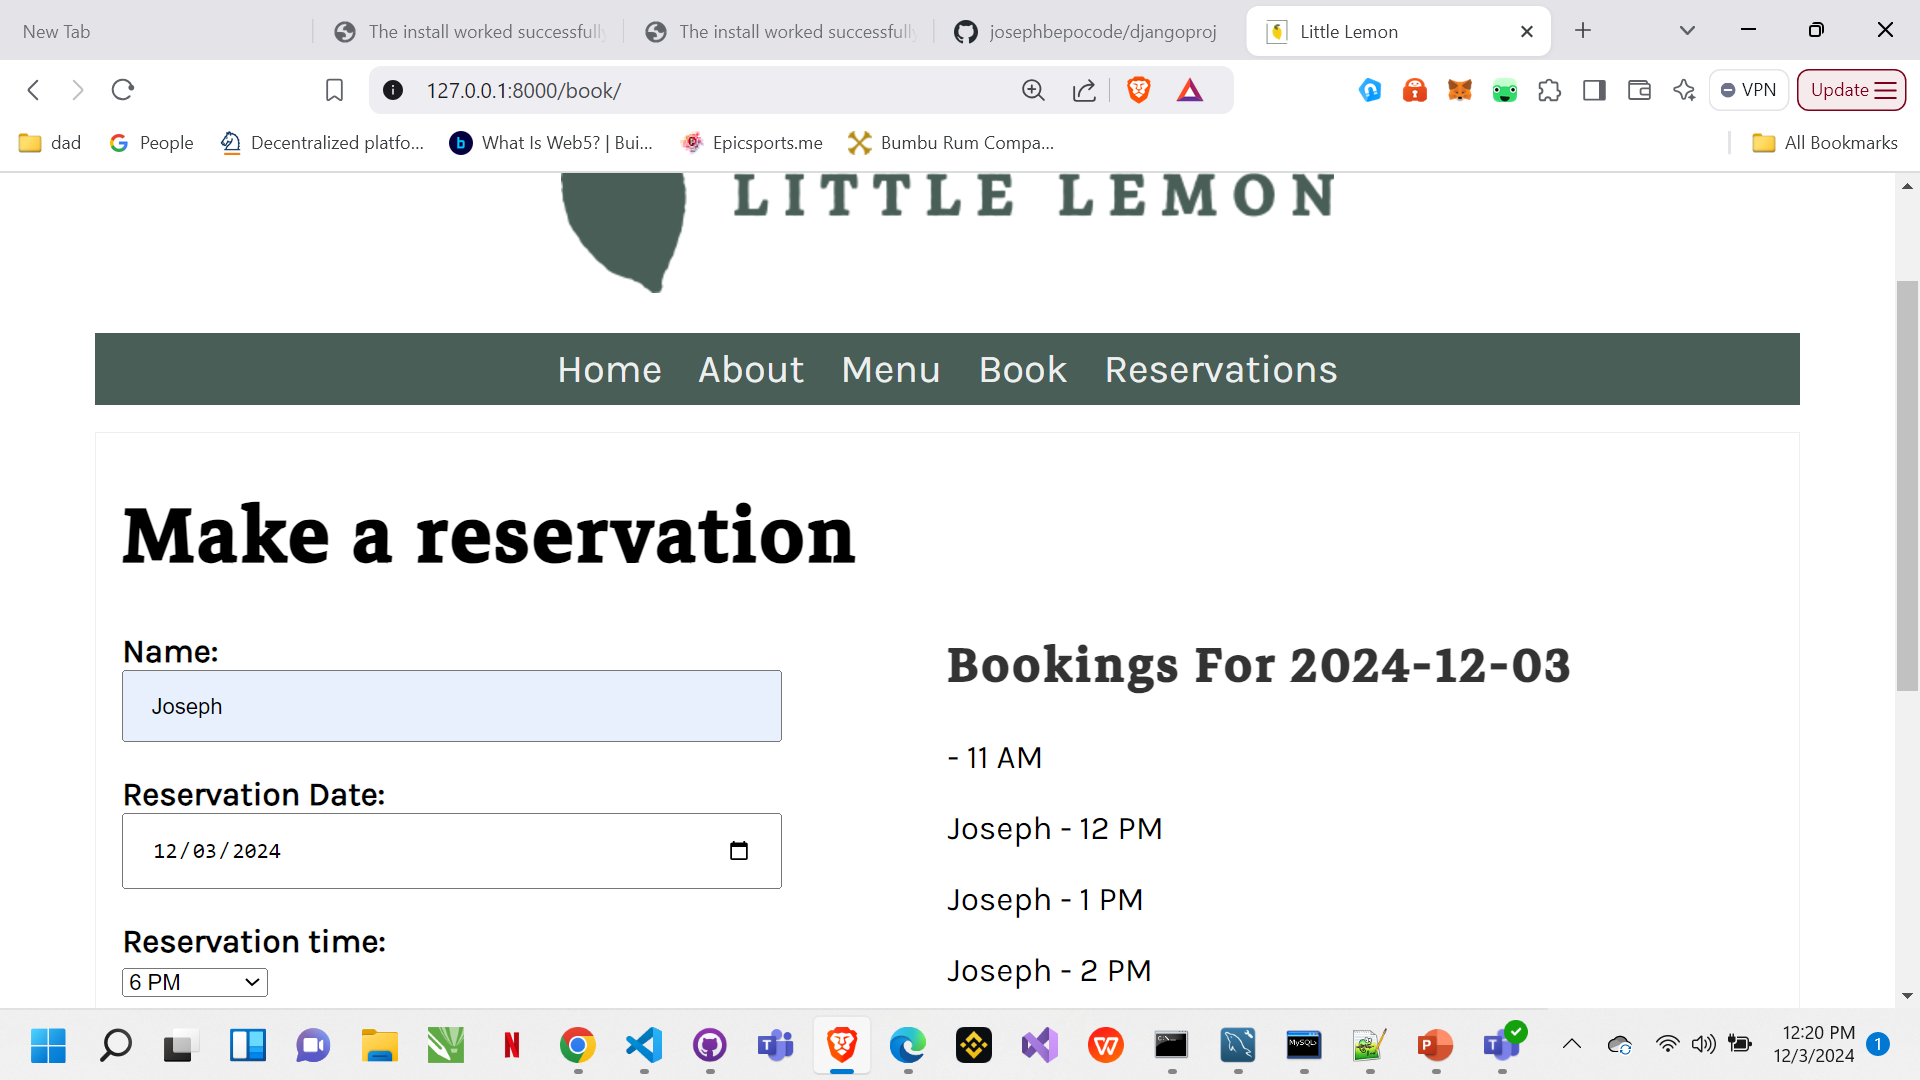 New Tab
The install worked successfully
The install worked successfully
josephbepocode/djangoproj
Little Lemon
127.0.0.1:8000/book/
VPN
Update
dad
People
Decentralized platfo...
What Is Web5? | Bui...
Epicsports.me
Bumbu Rum Compa...
All Bookmarks
LITTLE LEMON
Home About Menu Book Reservations
Make a reservation
Name:
Joseph
Reservation Date:
12/03/2024
Reservation time:
6 PM
Bookings For 2024-12-03
- 11 AM
Joseph - 12 PM
Joseph - 1 PM
Joseph - 2 PM
12:20 PM
12/3/2024
1